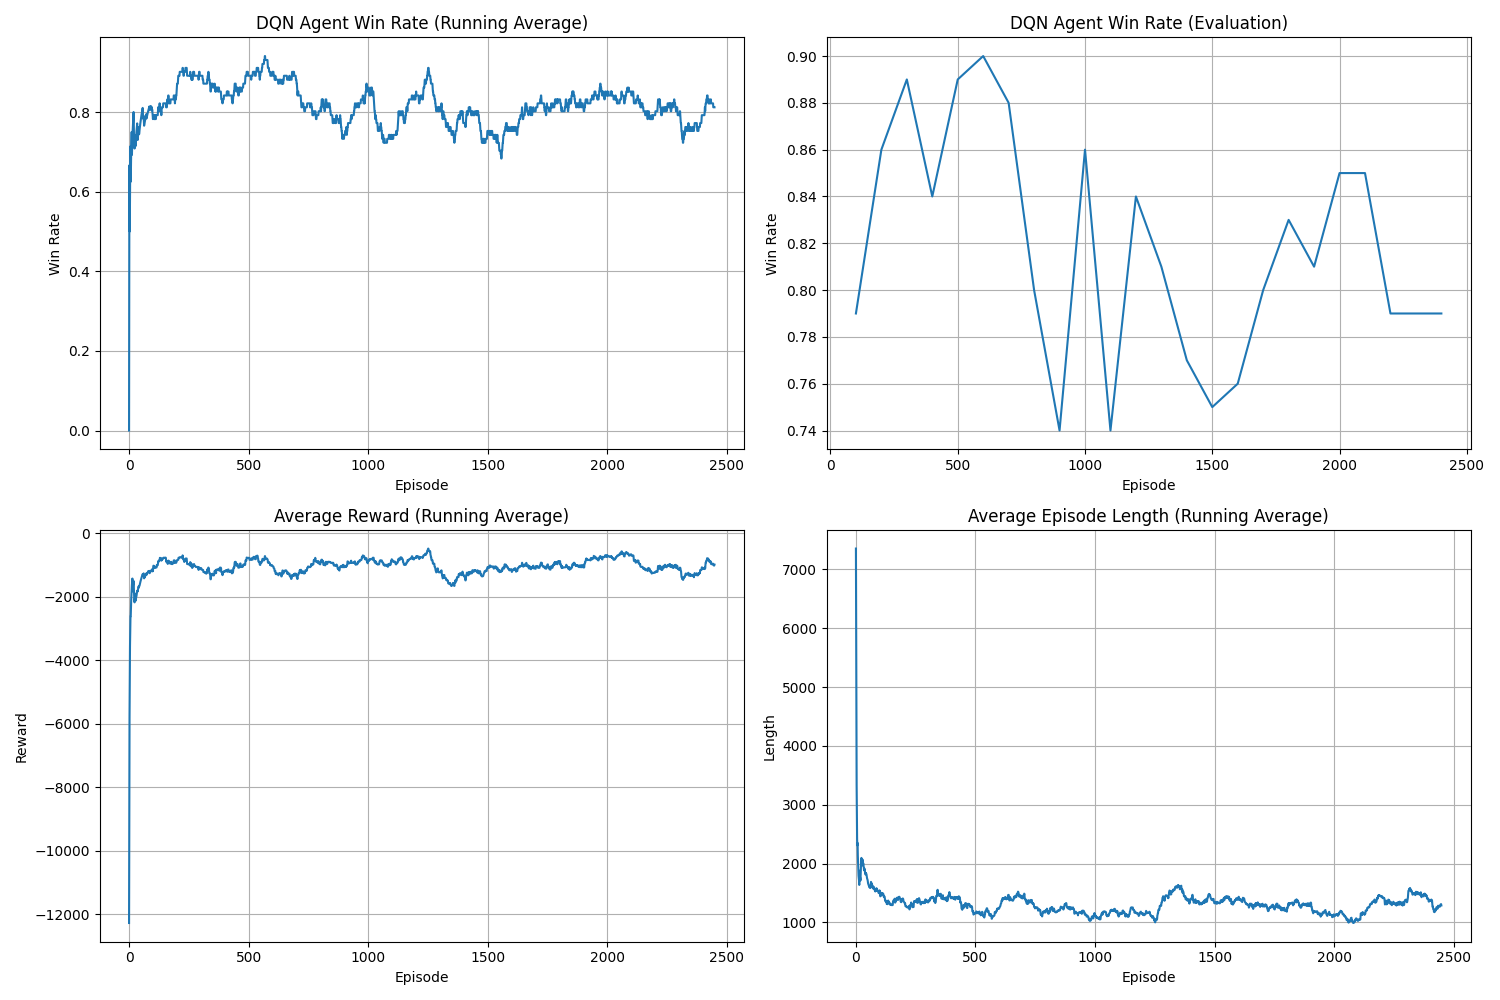 DQN Agent Win Rate (Running Average)
Win Rate
0.8
0.6
0.4
0.2
0.0
0 500 1000 1500 2000 2500
Episode
DQN Agent Win Rate (Evaluation)
Win Rate
0.90
0.88
0.86
0.84
0.82
0.80
0.78
0.76
0.74
0 500 1000 1500 2000 2500
Episode
Average Reward (Running Average)
Reward
0
−2000
−4000
−6000
−8000
−10000
−12000
0 500 1000 1500 2000 2500
Episode
Average Episode Length (Running Average)
Length
7000
6000
5000
4000
3000
2000
1000
0 500 1000 1500 2000 2500
Episode